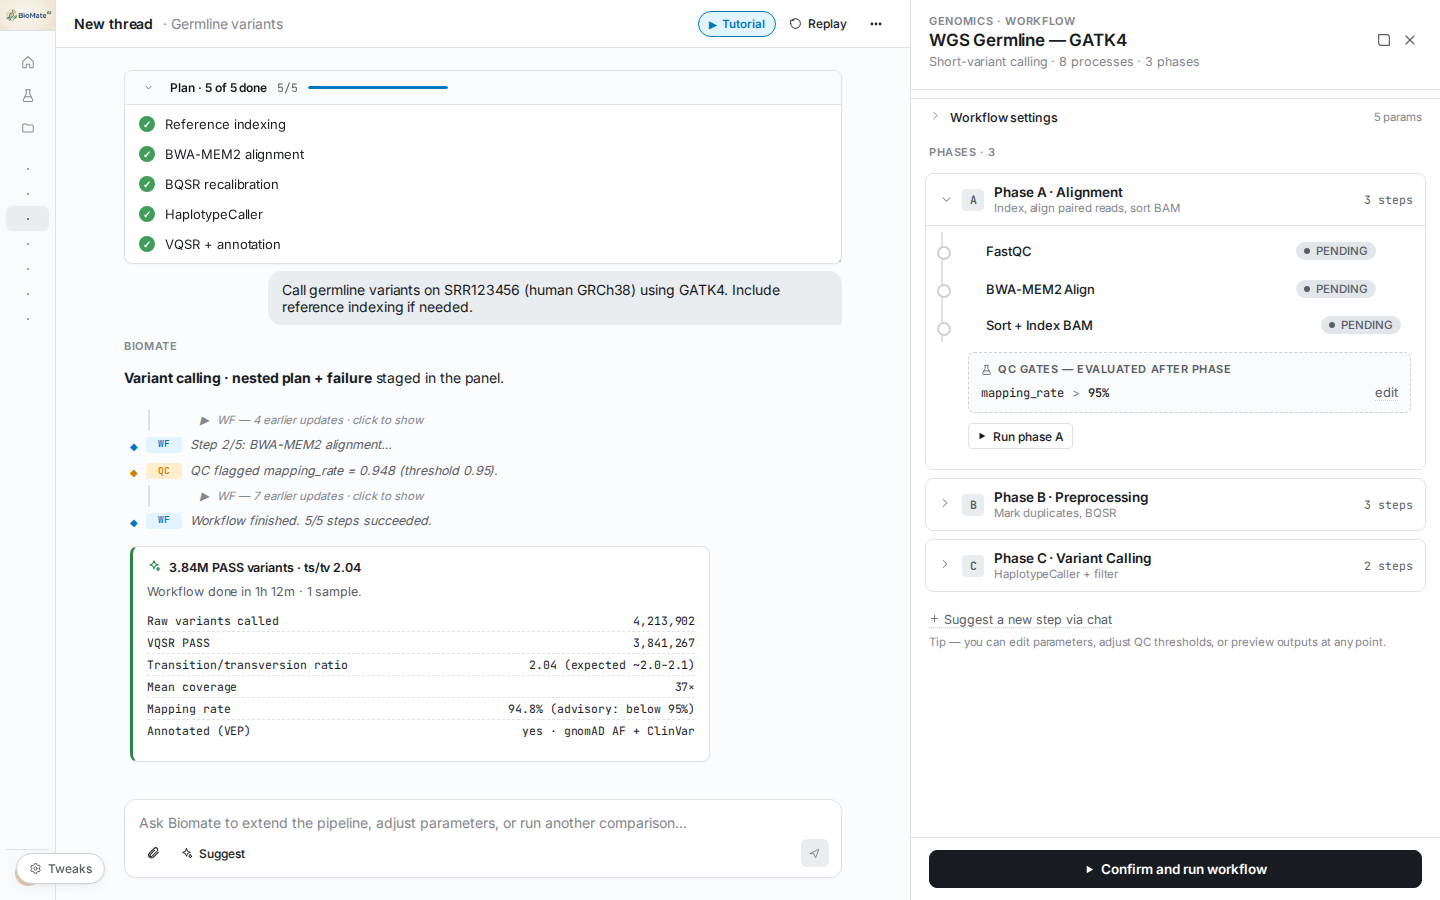 BioMate
New thread · Germline variants
Tutorial
Replay
Plan · 5 of 5 done 5/5
Reference indexing
BWA-MEM2 alignment
BQSR recalibration
HaplotypeCaller
VQSR + annotation
Call germline variants on SRR123456 (human GRCh38) using GATK4. Include
reference indexing if needed.
BIOMATE
Variant calling · nested plan + failure staged in the panel.
WF — 4 earlier updates · click to show
WF Step 2/5: BWA-MEM2 alignment...
QC QC flagged mapping_rate = 0.948 (threshold 0.95).
WF — 7 earlier updates · click to show
WF Workflow finished. 5/5 steps succeeded.
3.84M PASS variants · ts/tv 2.04
Workflow done in 1h 12m · 1 sample.
Raw variants called 4,213,902
VQSR PASS 3,841,267
Transition/transversion ratio 2.04 (expected ~2.0–2.1)
Mean coverage 37×
Mapping rate 94.8% (advisory: below 95%)
Annotated (VEP) yes · gnomAD AF + ClinVar
Ask Biomate to extend the pipeline, adjust parameters, or run another comparison...
Suggest
Tweaks
GENOMICS · WORKFLOW
WGS Germline — GATK4
Short-variant calling · 8 processes · 3 phases
Workflow settings 5 params
PHASES · 3
A Phase A · Alignment 3 steps
Index, align paired reads, sort BAM
FastQC PENDING
BWA-MEM2 Align PENDING
Sort + Index BAM PENDING
QC GATES — EVALUATED AFTER PHASE
mapping_rate > 95% edit
Run phase A
B Phase B · Preprocessing 3 steps
Mark duplicates, BQSR
C Phase C · Variant Calling 2 steps
HaplotypeCaller + filter
+ Suggest a new step via chat
Tip — you can edit parameters, adjust QC thresholds, or preview outputs at any point.
Confirm and run workflow